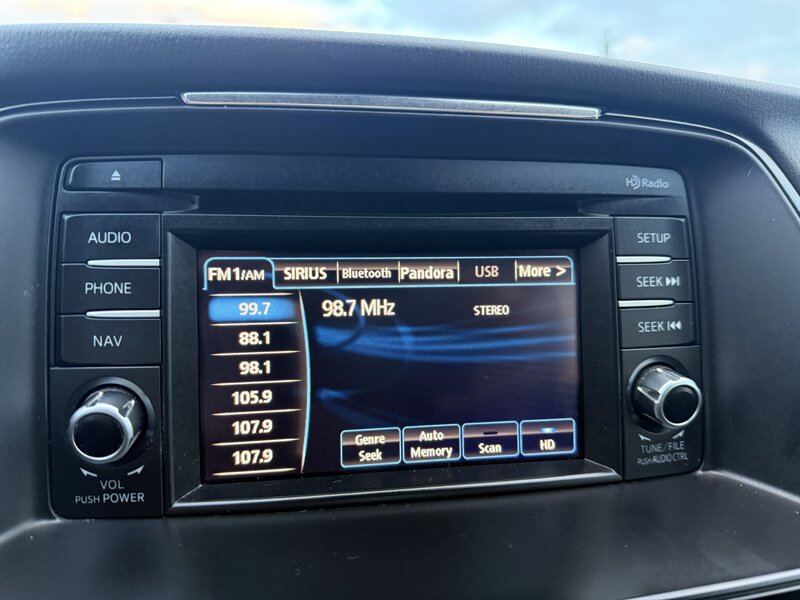 HD Radio
AUDIO
PHONE
NAV
VOL
PUSH POWER
FM1/AM SIRIUS Bluetooth Pandora USB More >
99.7
88.1
98.1
105.9
107.9
107.9
98.7 MHz STEREO
Genre Seek
Auto Memory
Scan
HD
SETUP
SEEK
SEEK
TUNE/FILE
PUSH AUDIO CTRL